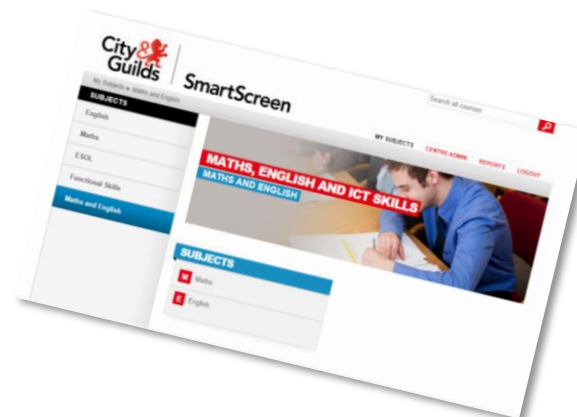 City
Guilds
SmartScreen
Search all courses
My Subjects ▸ Maths and English
MY SUBJECTS
CENTRE ADMIN
REPORTS
LOGOUT
SUBJECTS
English
Maths
ESOL
Functional Skills
Maths and English
MATHS, ENGLISH AND ICT SKILLS
MATHS AND ENGLISH
SUBJECTS
M Maths
E English